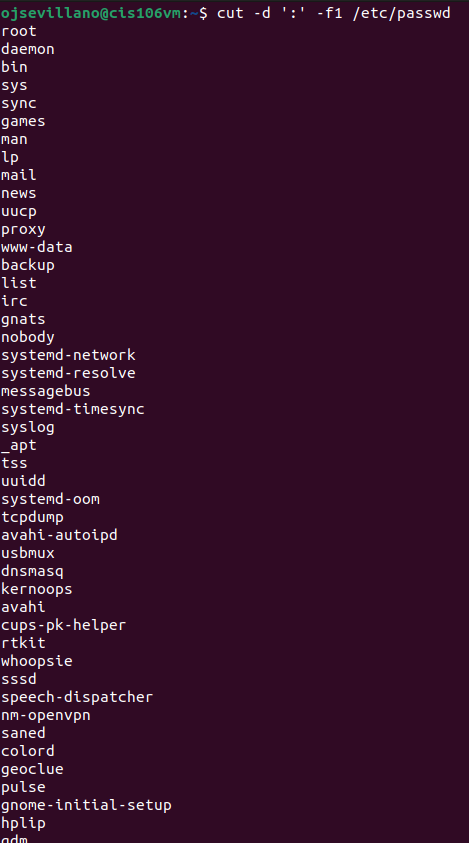 ojsevillano@cis106vm:~$ cut -d ':' -f1 /etc/passwd
root
daemon
bin
sys
sync
games
man
lp
mail
news
uucp
proxy
www-data
backup
list
irc
gnats
nobody
systemd-network
systemd-resolve
messagebus
systemd-timesync
syslog
_apt
tss
uuidd
systemd-oom
tcpdump
avahi-autoipd
usbmux
dnsmasq
kernoops
avahi
cups-pk-helper
rtkit
whoopsie
sssd
speech-dispatcher
nm-openvpn
saned
colord
geoclue
pulse
gnome-initial-setup
hplip
gdm